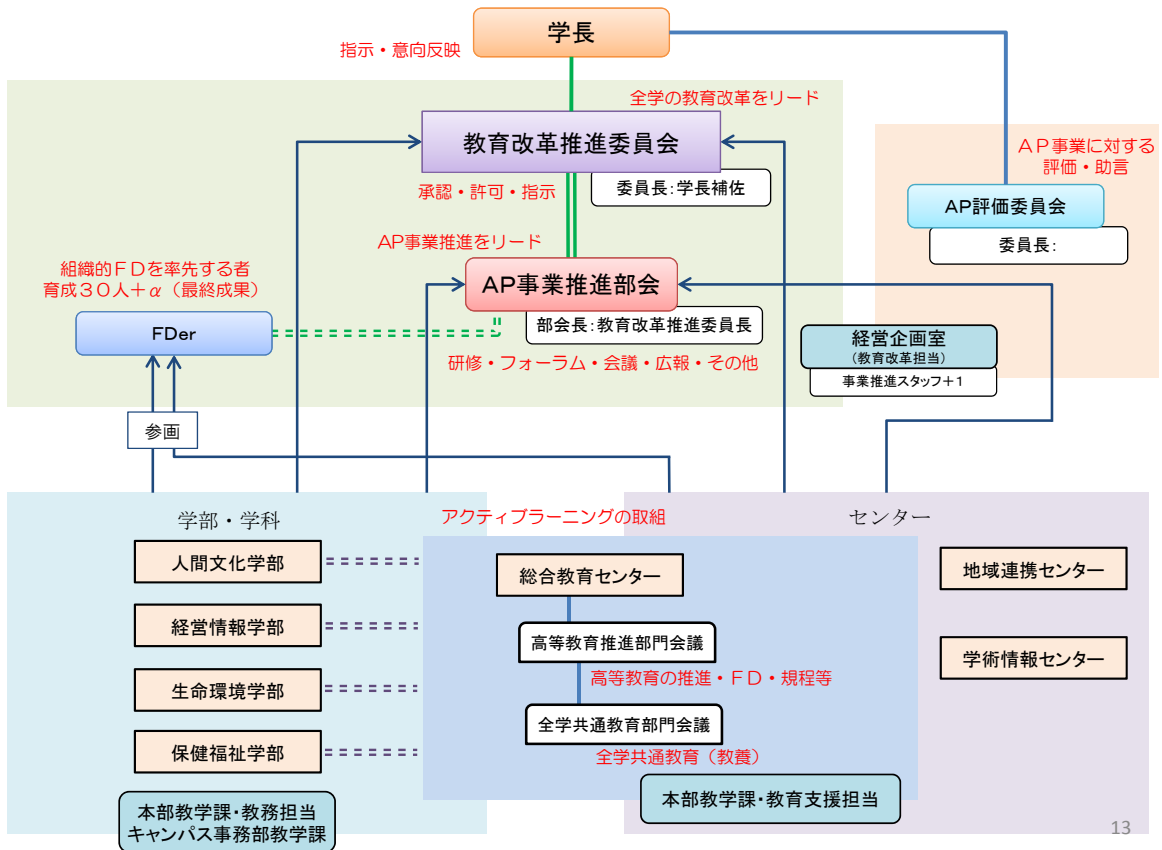 学長
指示・意向反映
全学の教育改革をリード
教育改革推進委員会
委員長:学長補佐
承認・許可・指示
AP事業に対する
評価・助言
AP評価委員会
委員長:
AP事業推進をリード
AP事業推進部会
部会長:教育改革推進委員長
組織的FDを率先する者
育成30人+α(最終成果)
FDer
研修・フォーラム・会議・広報・その他
経営企画室
(教育改革担当)
事業推進スタッフ+1
参画
学部・学科
アクティブラーニングの取組
センター
人間文化学部
経営情報学部
生命環境学部
保健福祉学部
本部教学課・教務担当
キャンパス事務部教学課
総合教育センター
高等教育推進部門会議
高等教育の推進・FD・規程等
全学共通教育部門会議
全学共通教育(教養)
本部教学課・教育支援担当
地域連携センター
学術情報センター
13